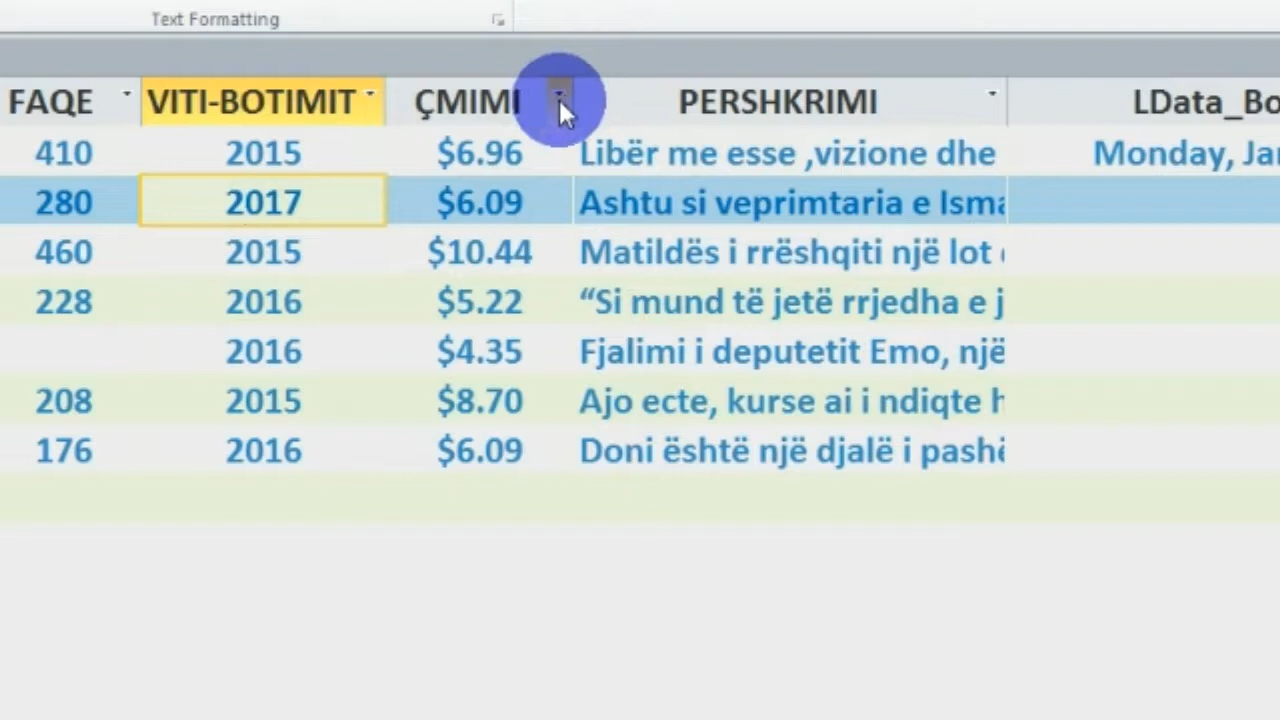 Text Formatting
FAQE VITI-BOTIMIT ÇMIMI PERSHKRIMI LData_Bo
410 2015 $6.96 Libër me esse ,vizione dhe Monday, Jan
280 2017 $6.09 Ashtu si veprimtaria e Isma
460 2015 $10.44 Matildës i rrëshqiti një lot
228 2016 $5.22 “Si mund të jetë rrjedha e j
2016 $4.35 Fjalimi i deputetit Emo, një
208 2015 $8.70 Ajo ecte, kurse ai i ndiqte h
176 2016 $6.09 Doni është një djalë i pashë